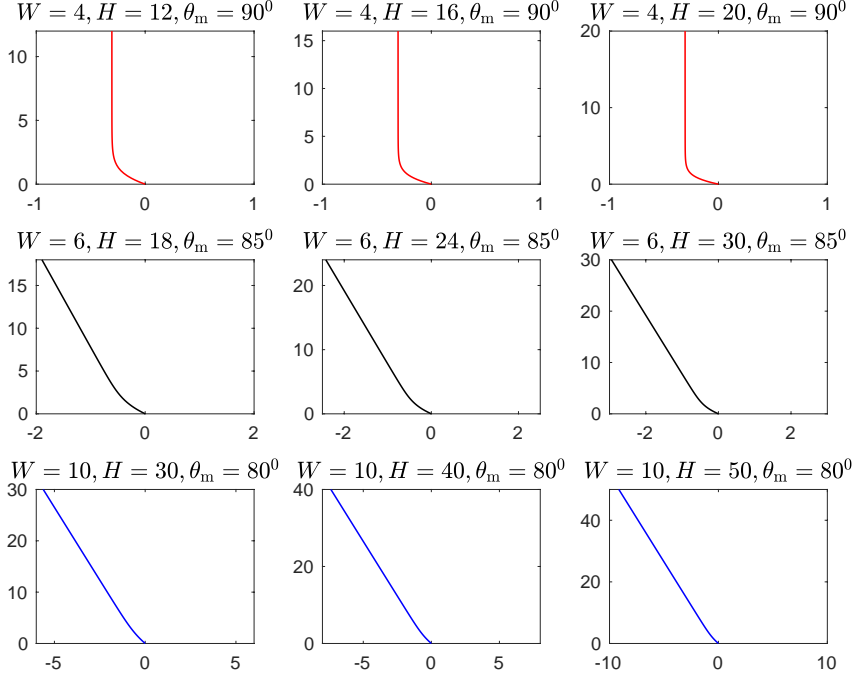 W = 4, H = 12, θm = 90⁰
W = 4, H = 16, θm = 90⁰
W = 4, H = 20, θm = 90⁰
10
5
0
-1 0 1
15
10
5
0
-1 0 1
20
10
0
-1 0 1
W = 6, H = 18, θm = 85⁰
W = 6, H = 24, θm = 85⁰
W = 6, H = 30, θm = 85⁰
15
10
5
0
-2 0 2
20
15
10
5
0
-2 0 2
30
20
10
0
-2 0 2
W = 10, H = 30, θm = 80⁰
W = 10, H = 40, θm = 80⁰
W = 10, H = 50, θm = 80⁰
30
20
10
0
-5 0 5
40
20
0
-5 0 5
40
20
0
-10 0 10